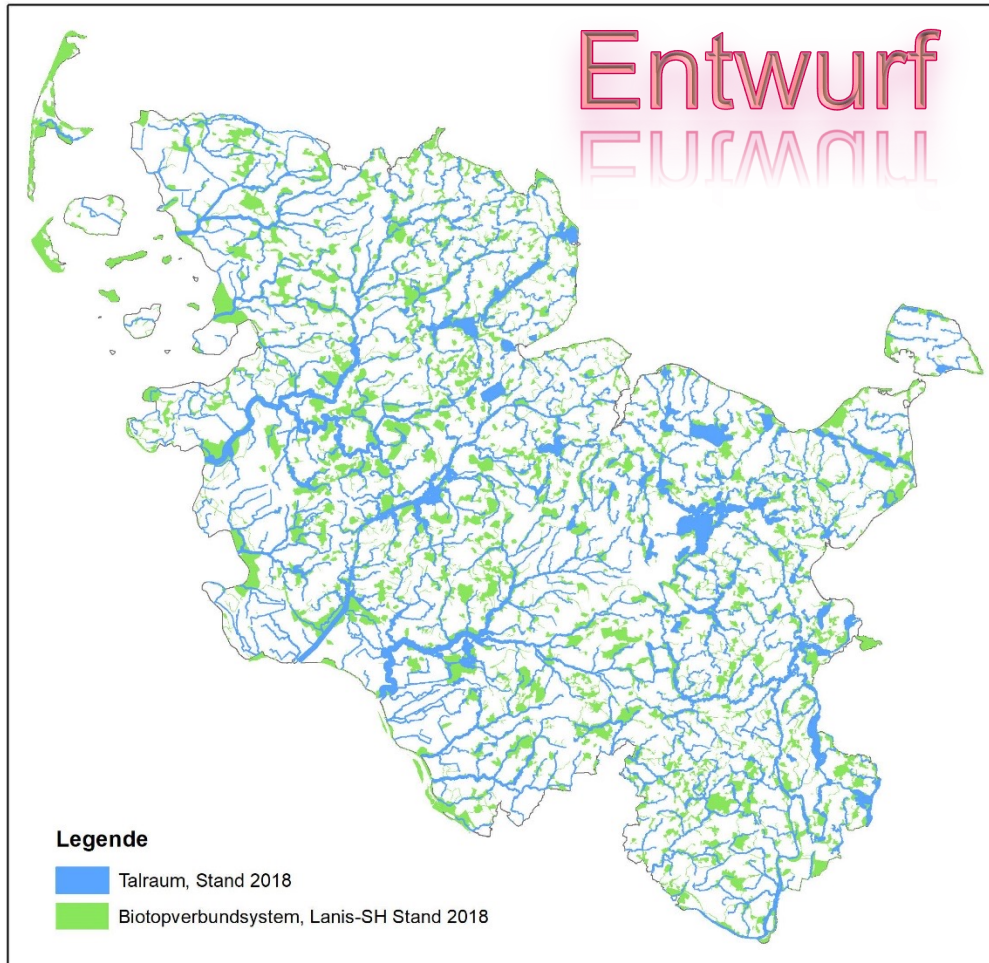 Entwurf
Legende
Talraum, Stand 2018
Biotopverbundsystem, Lanis-SH Stand 2018